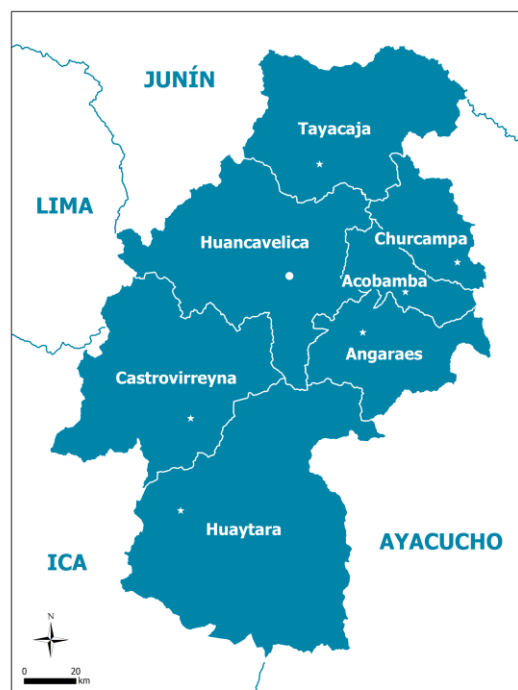 JUNÍN
Tayacaja
LIMA
Huancavelica
Churcampa
Acobamba
Angaraes
Castrovirreyna
Huaytara
AYACUCHO
ICA
N
0 20
km